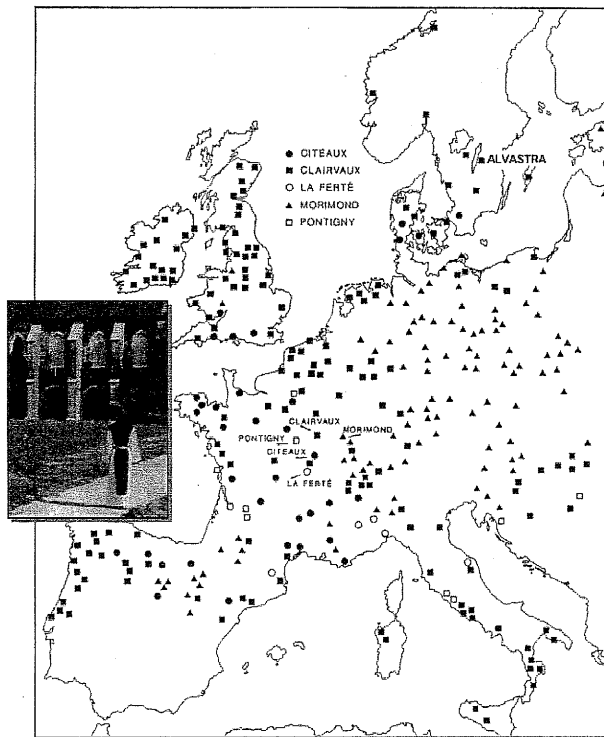 CITEAUX
CLAIRVAUX
LA FERTÉ
MORIMOND
PONTIGNY
ALVASTRA
CLAIRVAUX
MORIMOND
PONTIGNY
CITEAUX
LA FERTÉ